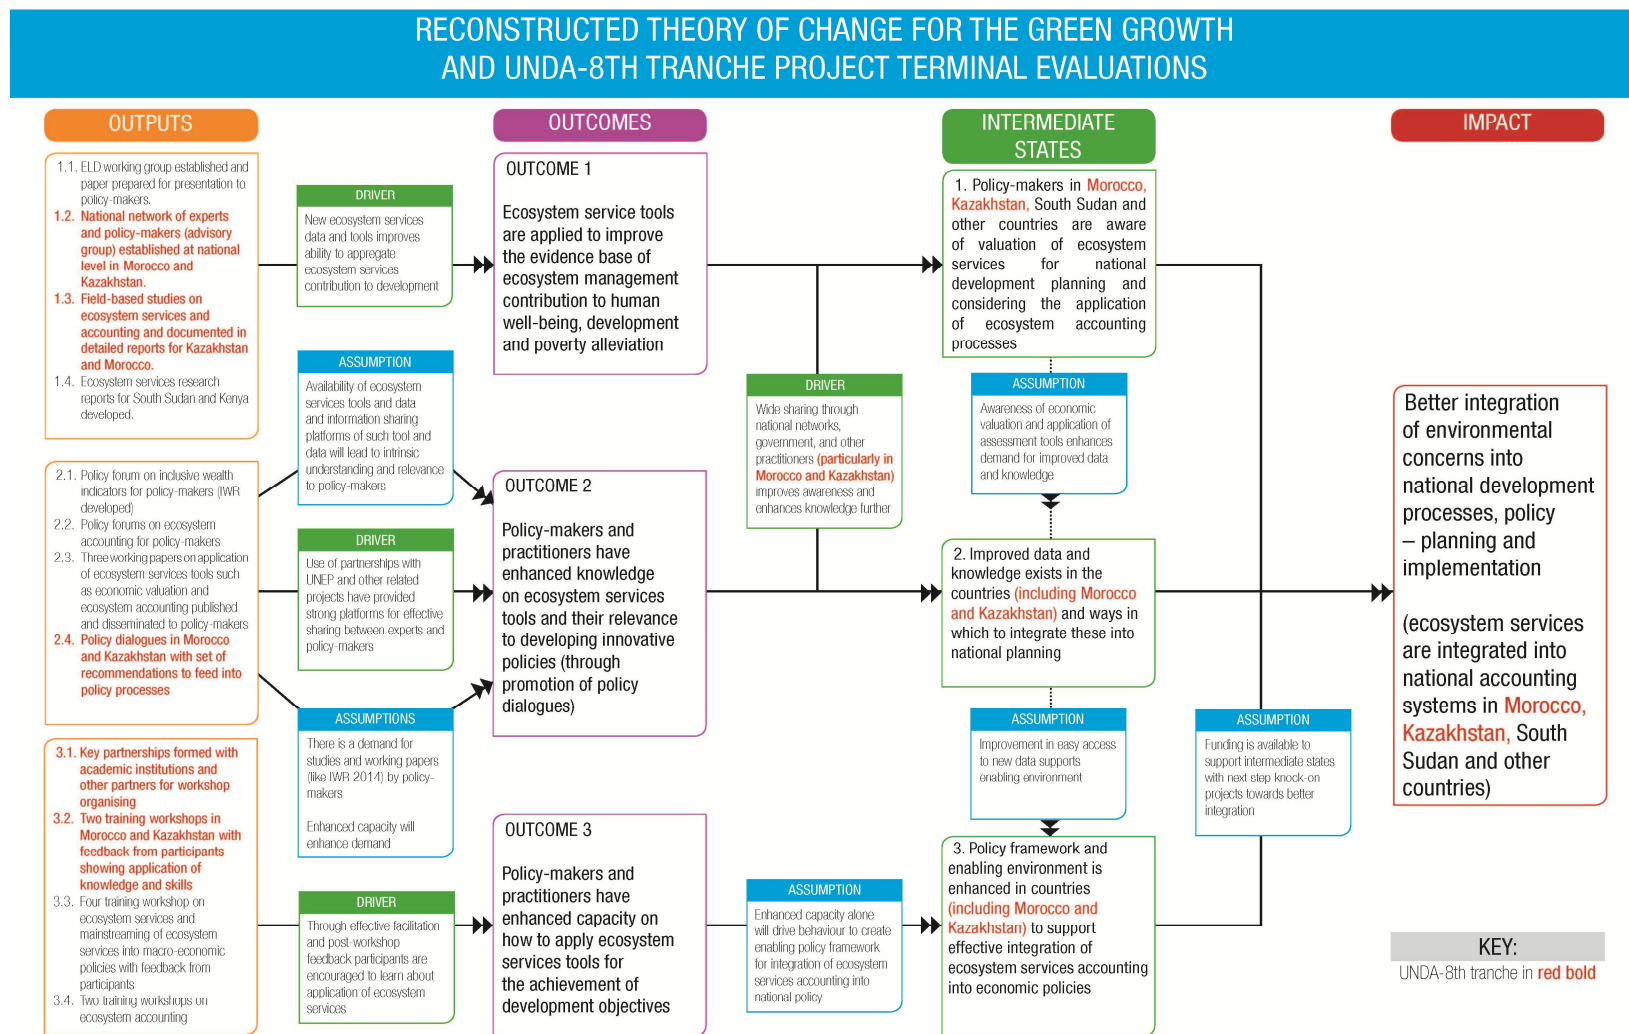 RECONSTRUCTED THEORY OF CHANGE FOR THE GREEN GROWTH
AND UNDA-8TH TRANCHE PROJECT TERMINAL EVALUATIONS
OUTPUTS
1.1. ELD working group established and
paper prepared for presentation to
policy-makers.
1.2. National network of experts
and policy-makers (advisory
group) established at national
level in Morocco and
Kazakhstan.
1.3. Field-based studies on
ecosystem services and
accounting and documented in
detailed reports for Kazakhstan
and Morocco.
1.4. Ecosystem services research
reports for South Sudan and Kenya
developed.
2.1. Policy forum on inclusive wealth
indicators for policy-makers (IWR
developed)
2.2. Policy forums on ecosystem
accounting for policy-makers
2.3. Three working papers on application
of ecosystem services tools such
as economic valuation and
ecosystem accounting published
and disseminated to policy-makers
2.4. Policy dialogues in Morocco
and Kazakhstan with set of
recommendations to feed into
policy processes
3.1. Key partnerships formed with
academic institutions and
other partners for workshop
organising
3.2. Two training workshops in
Morocco and Kazakhstan with
feedback from participants
showing application of
knowledge and skills
3.3. Four training workshop on
ecosystem services and
mainstreaming of ecosystem
services into macro-economic
policies with feedback from
participants
3.4. Two training workshops on
ecosystem accounting
DRIVER
New ecosystem services
data and tools improves
ability to appregate
ecosystem services
contribution to development
ASSUMPTION
Availability of ecosystem
services tools and data
and information sharing
platforms of such tool and
data will lead to intrinsic
understanding and relevance
to policy-makers
DRIVER
Use of partnerships with
UNEP and other related
projects have provided
strong platforms for effective
sharing between experts and
policy-makers
ASSUMPTIONS
There is a demand for
studies and working papers
(like IWR 2014) by policy-
makers
Enhanced capacity will
enhance demand
DRIVER
Through effective facilitation
and post-workshop
feedback participants are
encouraged to learn about
application of ecosystem
services
OUTCOMES
OUTCOME 1
Ecosystem service tools
are applied to improve
the evidence base of
ecosystem management
contribution to human
well-being, development
and poverty alleviation
OUTCOME 2
Policy-makers and
practitioners have
enhanced knowledge
on ecosystem services
tools and their relevance
to developing innovative
policies (through
promotion of policy
dialogues)
OUTCOME 3
Policy-makers and
practitioners have
enhanced capacity on
how to apply ecosystem
services tools for
the achievement of
development objectives
DRIVER
Wide sharing through
national networks,
government, and other
practitioners (particularly in
Morocco and Kazakhstan)
improves awareness and
enhances knowledge further
ASSUMPTION
Enhanced capacity alone
will drive behaviour to create
enabling policy framework
for integration of ecosystem
services accounting into
national policy
INTERMEDIATE
STATES
1. Policy-makers in Morocco,
Kazakhstan, South Sudan and
other countries are aware
of valuation of ecosystem
services for national
development planning and
considering the application
of ecosystem accounting
processes
ASSUMPTION
Awareness of economic
valuation and application of
assessment tools enhances
demand for improved data
and knowledge
2. Improved data and
knowledge exists in the
countries (including Morocco
and Kazakhstan) and ways in
which to integrate these into
national planning
ASSUMPTION
Improvement in easy access
to new data supports
enabling environment
3. Policy framework and
enabling environment is
enhanced in countries
(including Morocco and
Kazakhstan) to support
effective integration of
ecosystem services accounting
into economic policies
ASSUMPTION
Funding is available to
support intermediate states
with next step knock-on
projects towards better
integration
IMPACT
Better integration
of environmental
concerns into
national development
processes, policy
– planning and
implementation
(ecosystem services
are integrated into
national accounting
systems in Morocco,
Kazakhstan, South
Sudan and other
countries)
KEY:
UNDA-8th tranche in red bold